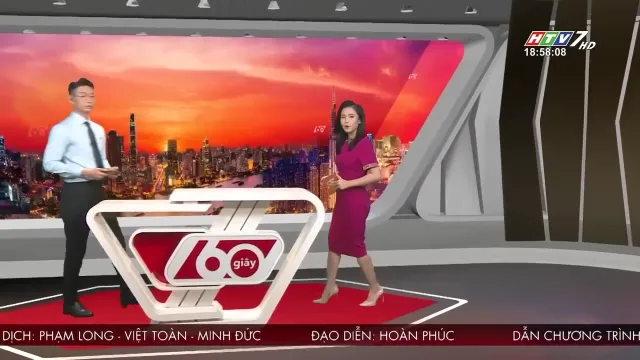 HTV7 HD
18:58:08
60 giây
DỊCH: PHẠM LONG - VIỆT TOÀN - MINH ĐỨC ĐẠO DIỄN: HOÀN PHÚC DẪN CHƯƠNG TRÌNH